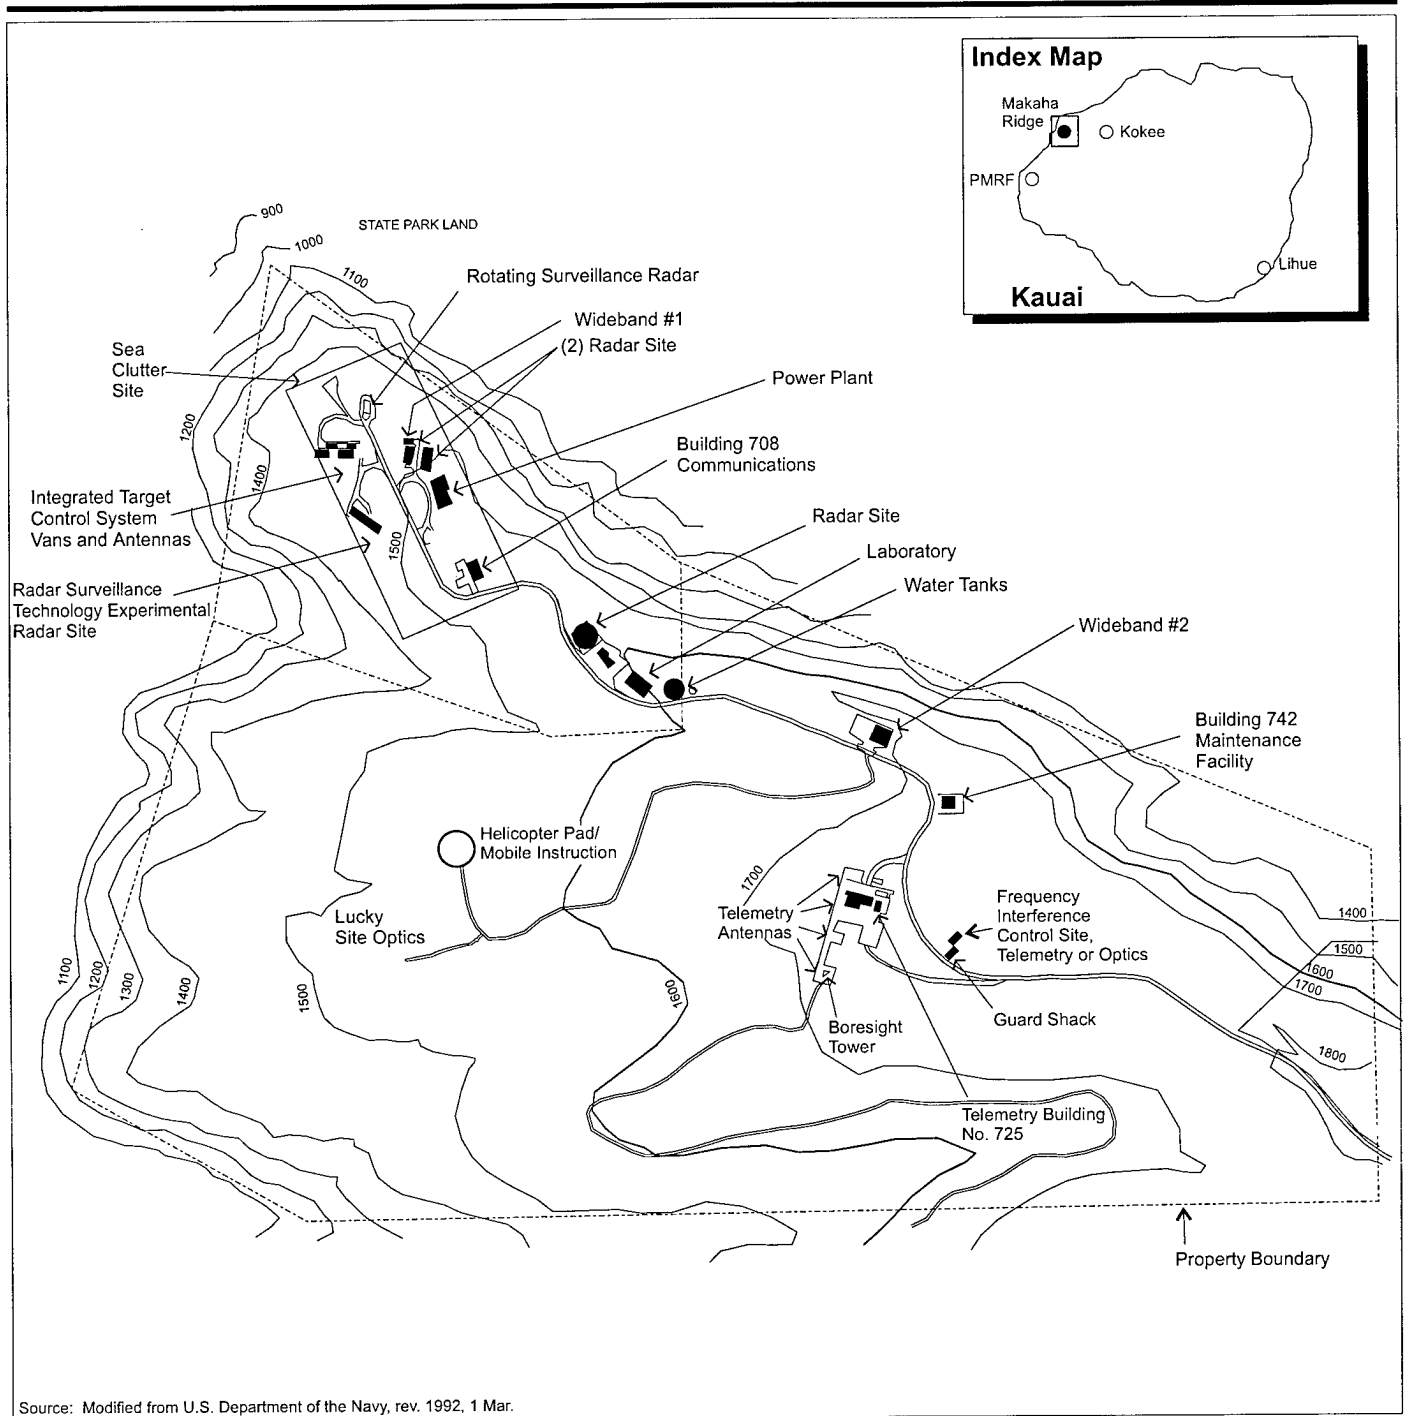 Index Map
Makaha
Ridge
Kokee
PMRF
Lihue
Kauai
900
STATE PARK LAND
1000
1100
Rotating Surveillance Radar
Wideband #1
(2) Radar Site
Sea
Clutter
Site
Power Plant
1200
Building 708
Communications
1400
Integrated Target
Control System
Vans and Antennas
Radar Site
1500
Laboratory
Water Tanks
Radar Surveillance
Technology Experimental
Radar Site
Wideband #2
Building 742
Maintenance
Facility
Helicopter Pad/
Mobile Instruction
1700
Lucky
Site Optics
Telemetry
Antennas
Frequency
Interference
Control Site,
Telemetry or Optics
1400
1500
1600
1700
1100
1200
1300
1400
1500
1600
Boresight
Tower
Guard Shack
1800
Telemetry Building
No. 725
Property Boundary
Source: Modified from U.S. Department of the Navy, rev. 1992, 1 Mar.